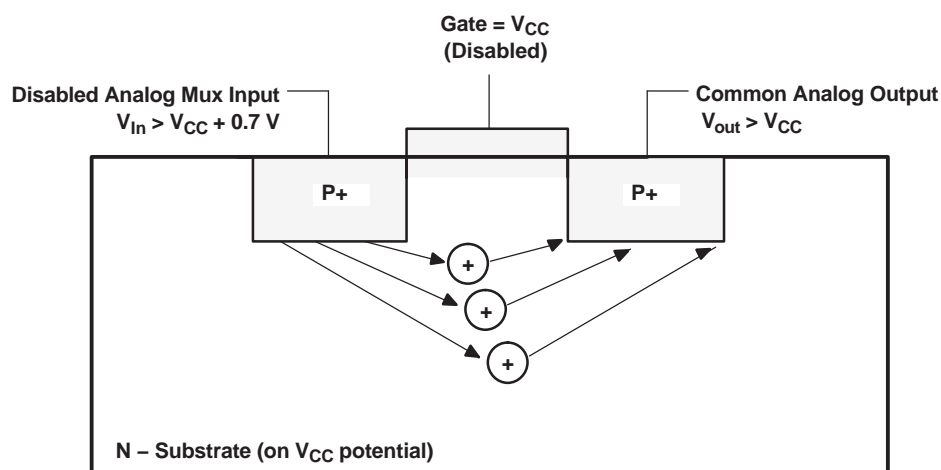 Gate = VCC
(Disabled)
Disabled Analog Mux Input
VIn > VCC + 0.7 V
Common Analog Output
Vout > VCC
P+
P+
+
+
+
N – Substrate (on VCC potential)